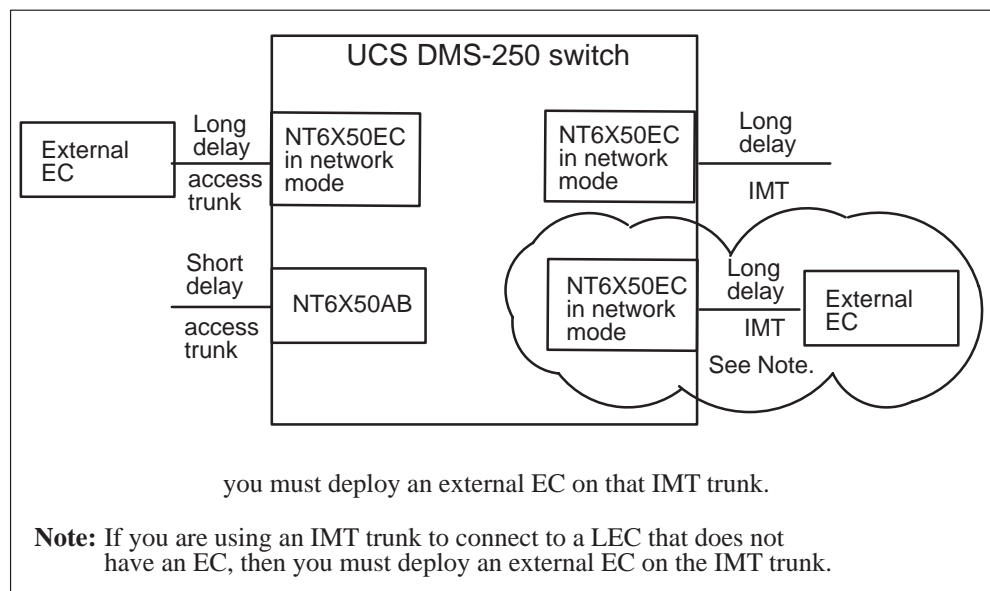 UCS DMS-250 switch
External
EC
Long
delay
access
trunk
NT6X50EC
in network
mode
NT6X50EC
in network
mode
Long
delay
IMT
Short
delay
access
trunk
NT6X50AB
NT6X50EC
in network
mode
Long
delay
IMT
See Note.
External
EC
you must deploy an external EC on that IMT trunk.
Note: If you are using an IMT trunk to connect to a LEC that does not
have an EC, then you must deploy an external EC on the IMT trunk.